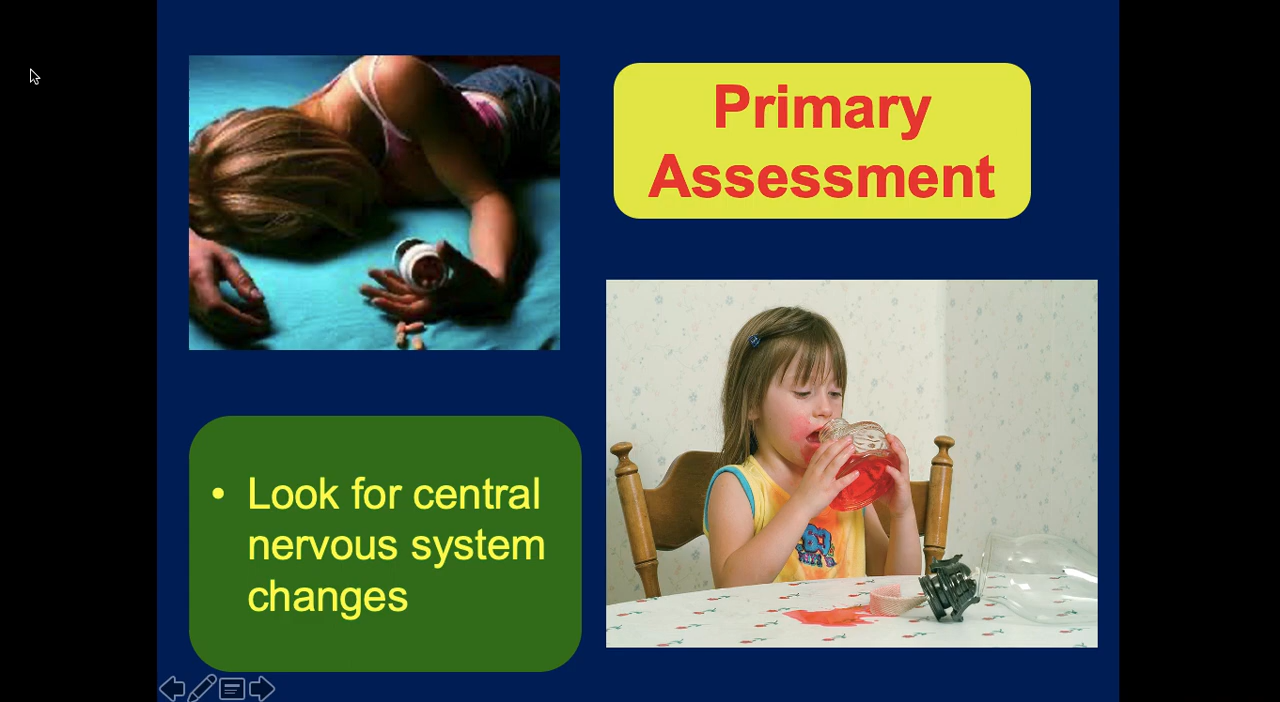 Primary
Assessment
• Look for central
nervous system
changes